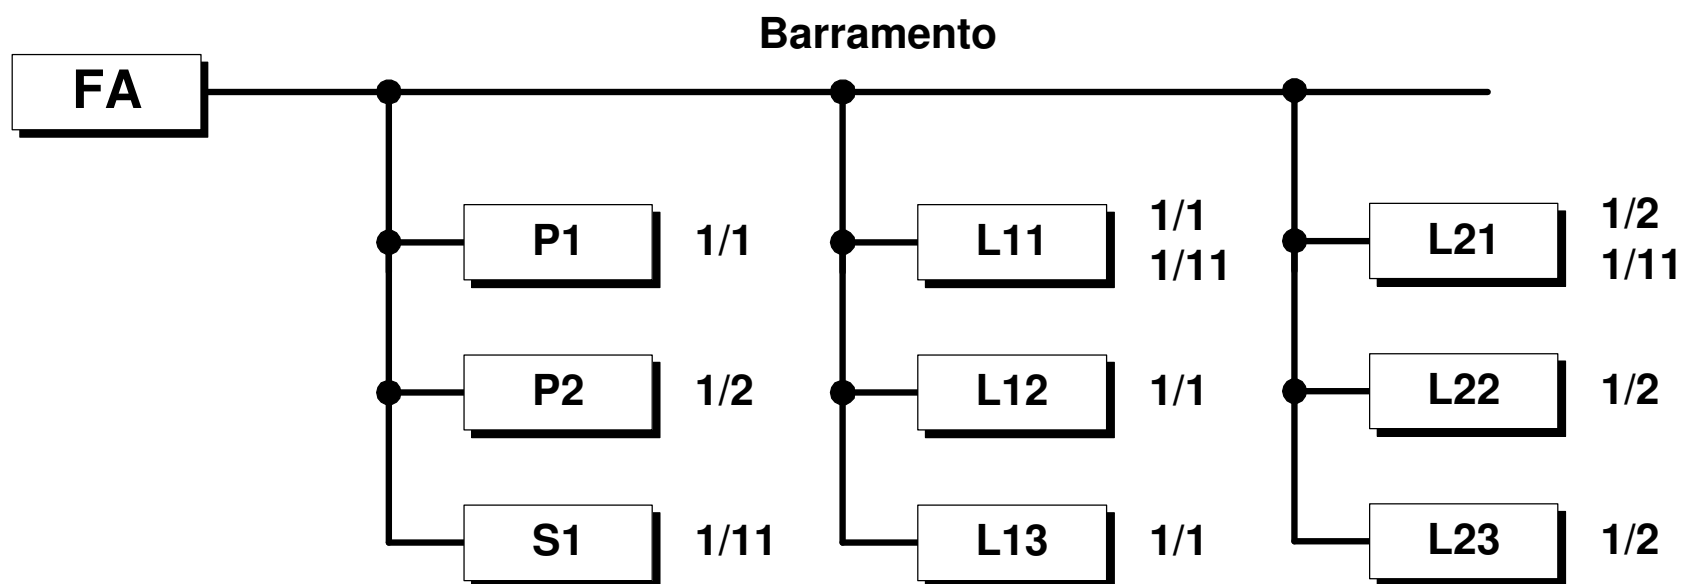 Barramento
FA
P1 1/1
L11 1/1
1/11
L21 1/2
1/11
P2 1/2
L12 1/1
L22 1/2
S1 1/11
L13 1/1
L23 1/2